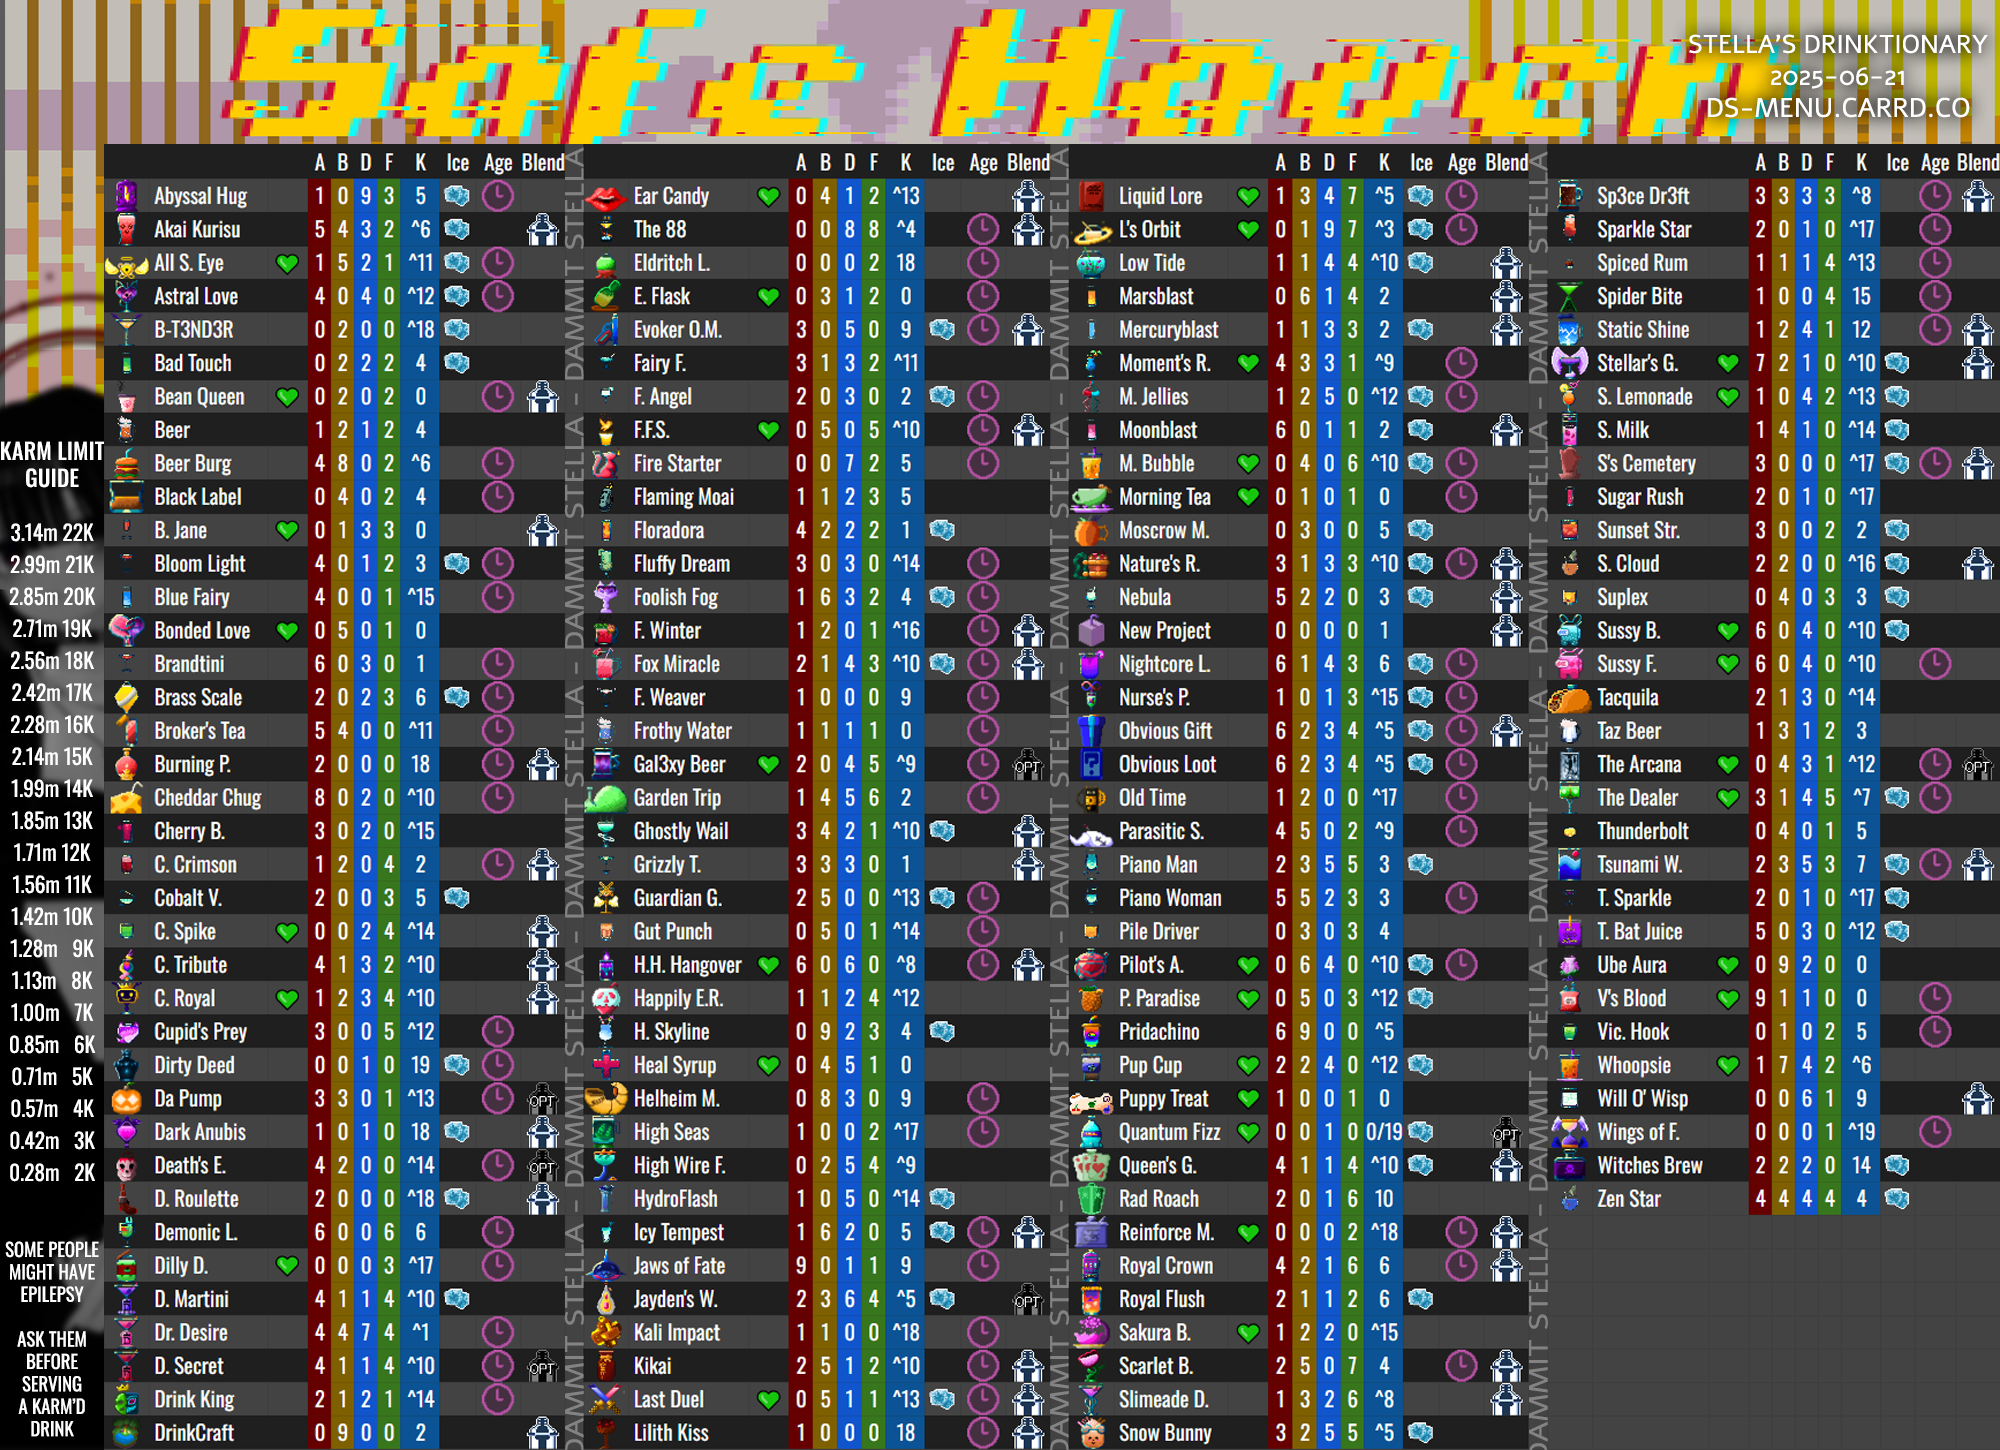 Safe Haven
STELLA'S DRINKTIONARY
2025-06-21
DS-MENU.CARRD.CO
KARM LIMIT
GUIDE
3.14m 22K
2.99m 21K
2.85m 20K
2.71m 19K
2.56m 18K
2.42m 17K
2.28m 16K
2.14m 15K
1.99m 14K
1.85m 13K
1.71m 12K
1.56m 11K
1.42m 10K
1.28m 9K
1.13m 8K
1.00m 7K
0.85m 6K
0.71m 5K
0.57m 4K
0.42m 3K
0.28m 2K
SOME PEOPLE
MIGHT HAVE
EPILEPSY
ASK THEM
BEFORE
SERVING
A KARM'D
DRINK
A B D F K Ice Age Blend
Abyssal Hug 1 0 9 3 5
Akai Kurisu 5 4 3 2 ^6
All S. Eye 1 5 2 1 ^11
Astral Love 4 0 4 0 ^12
B-T3ND3R 0 2 0 0 ^18
Bad Touch 0 2 2 2 4
Bean Queen 0 2 0 2 0
Beer 1 2 1 2 4
Beer Burg 4 8 0 2 ^6
Black Label 0 4 0 2 4
B. Jane 0 1 3 3 0
Bloom Light 4 0 1 2 3
Blue Fairy 4 0 0 1 ^15
Bonded Love 0 5 0 1 0
Brandtini 6 0 3 0 1
Brass Scale 2 0 2 3 6
Broker's Tea 5 4 0 0 ^11
Burning P. 2 0 0 0 18
Cheddar Chug 8 0 2 0 ^10
Cherry B. 3 0 2 0 ^15
C. Crimson 1 2 0 4 2
Cobalt V. 2 0 0 3 5
C. Spike 0 0 2 4 ^14
C. Tribute 4 1 3 2 ^10
C. Royal 1 2 3 4 ^10
Cupid's Prey 3 0 0 5 ^12
Dirty Deed 0 0 1 0 19
Da Pump 3 3 0 1 ^13 OPT
Dark Anubis 1 0 1 0 18
Death's E. 4 2 0 0 ^14 OPT
D. Roulette 2 0 0 0 ^18
Demonic L. 6 0 0 6 6
Dilly D. 0 0 0 3 ^17
D. Martini 4 1 1 4 ^10
Dr. Desire 4 4 7 4 ^1
D. Secret 4 1 1 4 ^10 OPT
Drink King 2 1 2 1 ^14
DrinkCraft 0 9 0 0 2
DAMMIT STELLA - DAMMIT STELLA - DAMMIT STELLA - DAMMIT STELLA - DAMMIT STELLA
A B D F K Ice Age Blend
Ear Candy 0 4 1 2 ^13
The 88 0 0 8 8 ^4
Eldritch L. 0 0 0 2 18
E. Flask 0 3 1 2 0
Evoker O.M. 3 0 5 0 9
Fairy F. 3 1 3 2 ^11
F. Angel 2 0 3 0 2
F.F.S. 0 5 0 5 ^10
Fire Starter 0 0 7 2 5
Flaming Moai 1 1 2 3 5
Floradora 4 2 2 2 1
Fluffy Dream 3 0 3 0 ^14
Foolish Fog 1 6 3 2 4
F. Winter 1 2 0 1 ^16
Fox Miracle 2 1 4 3 ^10
F. Weaver 1 0 0 0 9
Frothy Water 1 1 1 1 0
Gal3xy Beer 2 0 4 5 ^9 OPT
Garden Trip 1 4 5 6 2
Ghostly Wail 3 4 2 1 ^10
Grizzly T. 3 3 3 0 1
Guardian G. 2 5 0 0 ^13
Gut Punch 0 5 0 1 ^14
H.H. Hangover 6 0 6 0 ^8
Happily E.R. 1 1 2 4 ^12
H. Skyline 0 9 2 3 4
Heal Syrup 0 4 5 1 0
Helheim M. 0 8 3 0 9
High Seas 1 0 0 2 ^17
High Wire F. 0 2 5 4 ^9
HydroFlash 1 0 5 0 ^14
Icy Tempest 1 6 2 0 5
Jaws of Fate 9 0 1 1 9
Jayden's W. 2 3 6 4 ^5 OPT
Kali Impact 1 1 0 0 ^18
Kikai 2 5 1 2 ^10
Last Duel 0 5 1 1 ^13
Lilith Kiss 1 0 0 0 18
DAMMIT STELLA - DAMMIT STELLA - DAMMIT STELLA - DAMMIT STELLA - DAMMIT STELLA
A B D F K Ice Age Blend
Liquid Lore 1 3 4 7 ^5
L's Orbit 0 1 9 7 ^3
Low Tide 1 1 4 4 ^10
Marsblast 0 6 1 4 2
Mercuryblast 1 1 3 3 2
Moment's R. 4 3 3 1 ^9
M. Jellies 1 2 5 0 ^12
Moonblast 6 0 1 1 2
M. Bubble 0 4 0 6 ^10
Morning Tea 0 1 0 1 0
Moscrow M. 0 3 0 0 5
Nature's R. 3 1 3 3 ^10
Nebula 5 2 2 0 3
New Project 0 0 0 0 1
Nightcore L. 6 1 4 3 6
Nurse's P. 1 0 1 3 ^15
Obvious Gift 6 2 3 4 ^5
Obvious Loot 6 2 3 4 ^5
Old Time 1 2 0 0 ^17
Parasitic S. 4 5 0 2 ^9
Piano Man 2 3 5 5 3
Piano Woman 5 5 2 3 3
Pile Driver 0 3 0 3 4
Pilot's A. 0 6 4 0 ^10
P. Paradise 0 5 0 3 ^12
Pridachino 6 9 0 0 ^5
Pup Cup 2 2 4 0 ^12
Puppy Treat 1 0 0 1 0
Quantum Fizz 0 0 1 0 0/19 OPT
Queen's G. 4 1 1 4 ^10
Rad Roach 2 0 1 6 10
Reinforce M. 0 0 0 2 ^18
Royal Crown 4 2 1 6 6
Royal Flush 2 1 1 2 6
Sakura B. 1 2 2 0 ^15
Scarlet B. 2 5 0 7 4
Slimeade D. 1 3 2 6 ^8
Snow Bunny 3 2 5 5 ^5
DAMMIT STELLA - DAMMIT STELLA - DAMMIT STELLA - DAMMIT STELLA - DAMMIT STELLA
A B D F K Ice Age Blend
Sp3ce Dr3ft 3 3 3 3 ^8
Sparkle Star 2 0 1 0 ^17
Spiced Rum 1 1 1 4 ^13
Spider Bite 1 0 0 4 15
Static Shine 1 2 4 1 12
Stellar's G. 7 2 1 0 ^10
S. Lemonade 1 0 4 2 ^13
S. Milk 1 4 1 0 ^14
S's Cemetery 3 0 0 0 ^17
Sugar Rush 2 0 1 0 ^17
Sunset Str. 3 0 0 2 2
S. Cloud 2 2 0 0 ^16
Suplex 0 4 0 3 3
Sussy B. 6 0 4 0 ^10
Sussy F. 6 0 4 0 ^10
Tacquila 2 1 3 0 ^14
Taz Beer 1 3 1 2 3
The Arcana 0 4 3 1 ^12 OPT
The Dealer 3 1 4 5 ^7
Thunderbolt 0 4 0 1 5
Tsunami W. 2 3 5 3 7
T. Sparkle 2 0 1 0 ^17
T. Bat Juice 5 0 3 0 ^12
Ube Aura 0 9 2 0 0
V's Blood 9 1 1 0 0
Vic. Hook 0 1 0 2 5
Whoopsie 1 7 4 2 ^6
Will O' Wisp 0 0 6 1 9
Wings of F. 0 0 0 1 ^19
Witches Brew 2 2 2 0 14
Zen Star 4 4 4 4 4